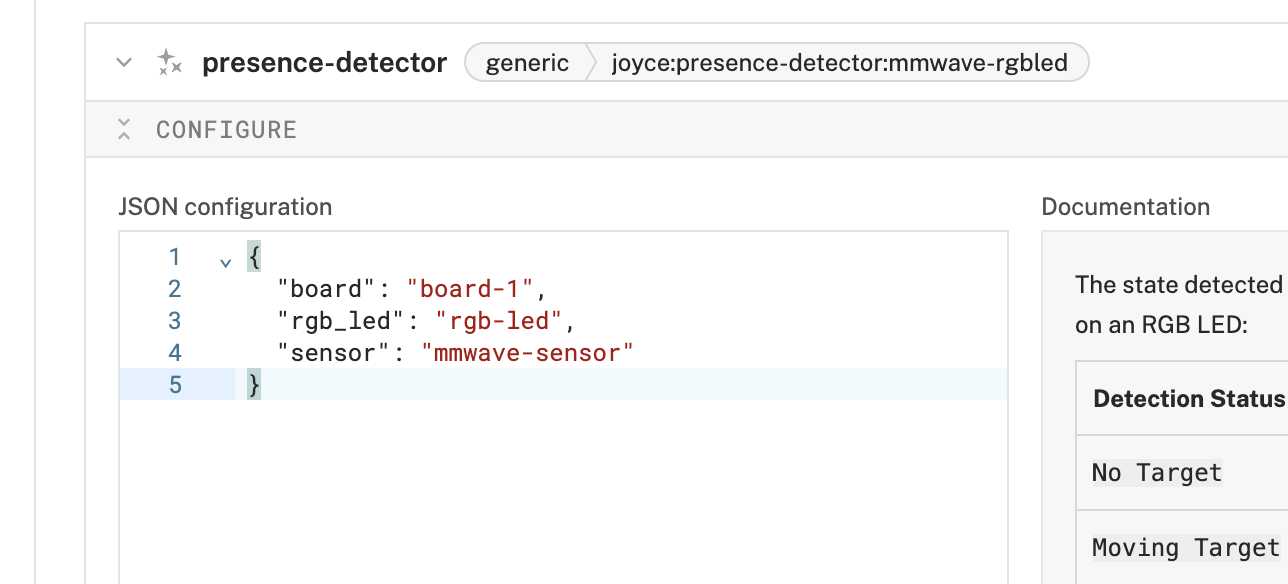 presence-detector generic joyce:presence-detector:mmwave-rgbled
CONFIGURE
JSON configuration
1 {
2 "board": "board-1",
3 "rgb_led": "rgb-led",
4 "sensor": "mmwave-sensor"
5 }
Documentation
The state detected
on an RGB LED:
Detection Status
No Target
Moving Target